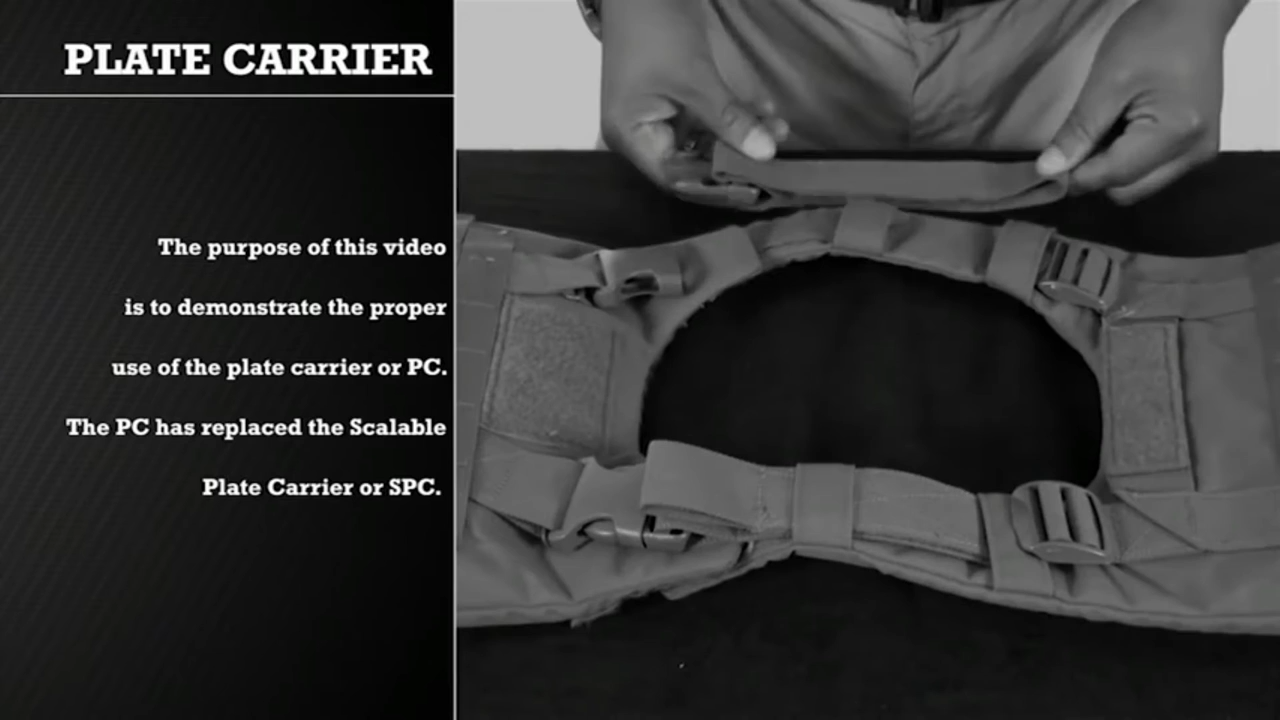 PLATE CARRIER
The purpose of this video
is to demonstrate the proper
use of the plate carrier or PC.
The PC has replaced the Scalable
Plate Carrier or SPC.